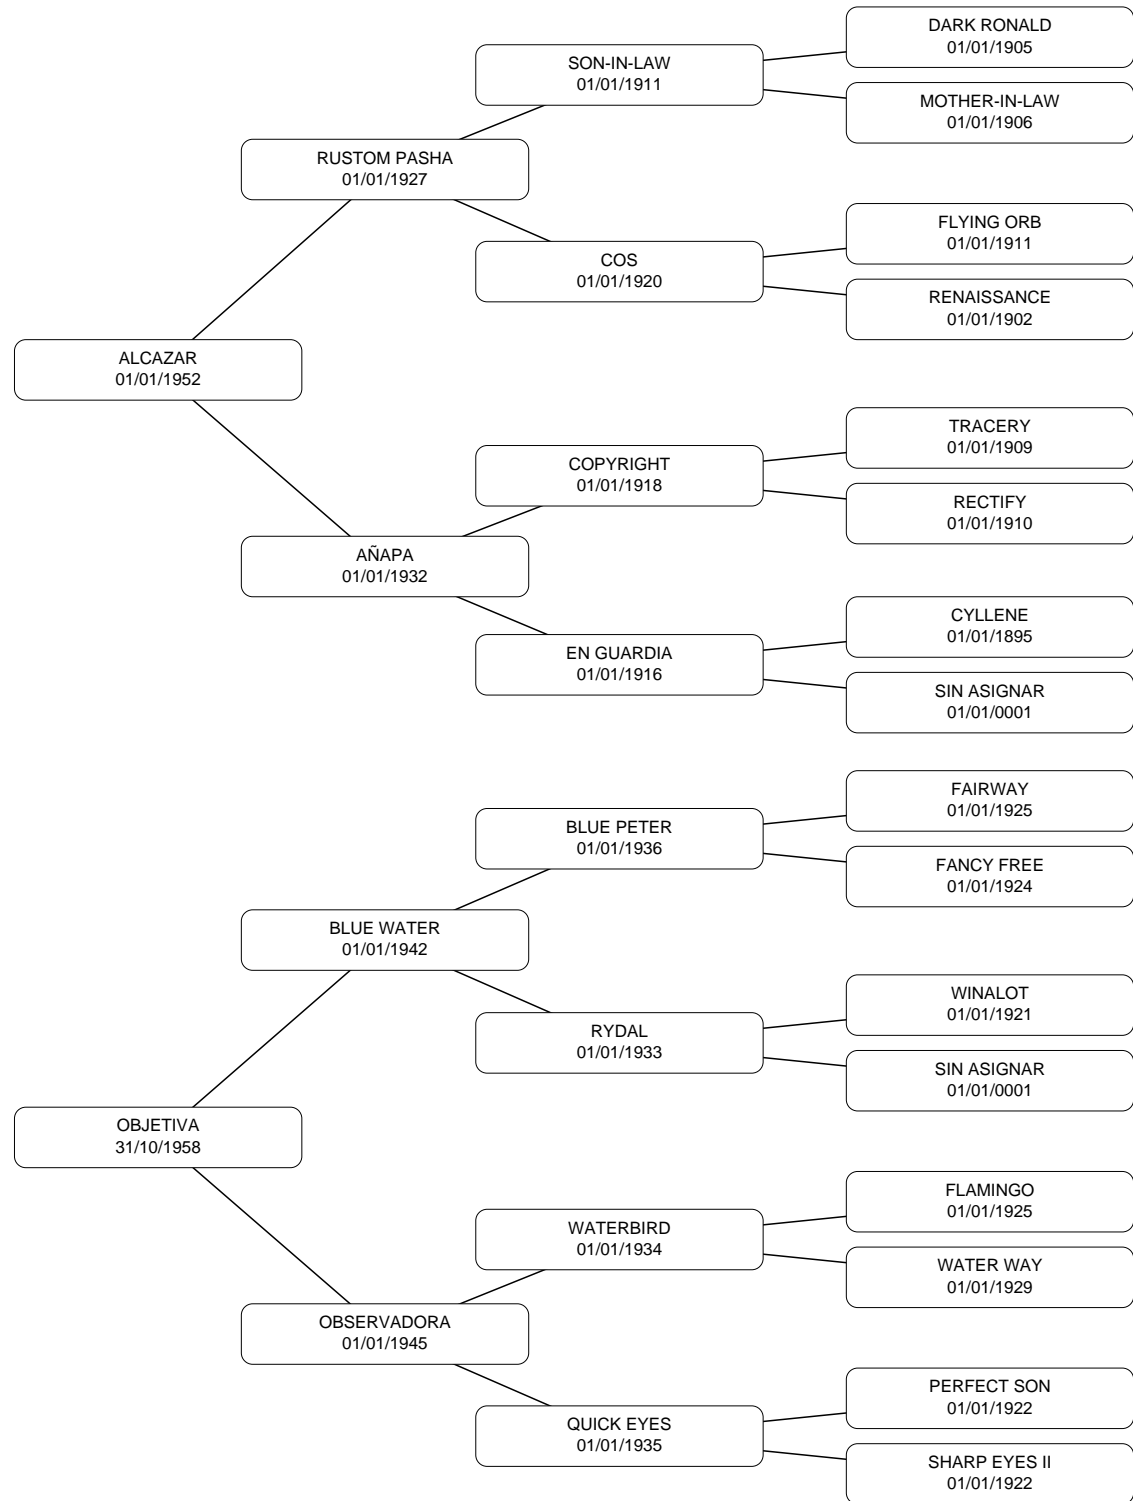 DARK RONALD
01/01/1905
SON-IN-LAW
01/01/1911
MOTHER-IN-LAW
01/01/1906
RUSTOM PASHA
01/01/1927
FLYING ORB
01/01/1911
COS
01/01/1920
RENAISSANCE
01/01/1902
ALCAZAR
01/01/1952
TRACERY
01/01/1909
COPYRIGHT
01/01/1918
RECTIFY
01/01/1910
AÑAPA
01/01/1932
CYLLENE
01/01/1895
EN GUARDIA
01/01/1916
SIN ASIGNAR
01/01/0001
FAIRWAY
01/01/1925
BLUE PETER
01/01/1936
FANCY FREE
01/01/1924
BLUE WATER
01/01/1942
WINALOT
01/01/1921
RYDAL
01/01/1933
SIN ASIGNAR
01/01/0001
OBJETIVA
31/10/1958
FLAMINGO
01/01/1925
WATERBIRD
01/01/1934
WATER WAY
01/01/1929
OBSERVADORA
01/01/1945
PERFECT SON
01/01/1922
QUICK EYES
01/01/1935
SHARP EYES II
01/01/1922